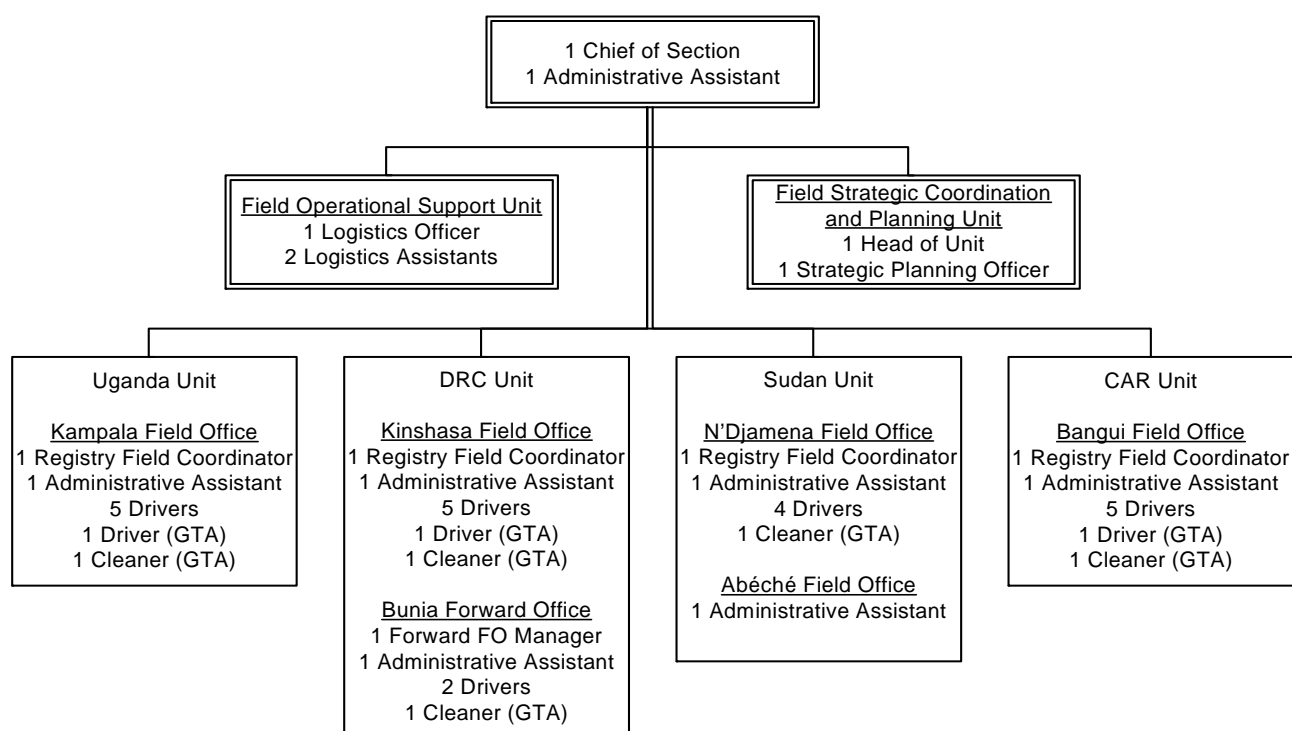 1 Chief of Section
1 Administrative Assistant
Field Operational Support Unit
1 Logistics Officer
2 Logistics Assistants
Field Strategic Coordination
and Planning Unit
1 Head of Unit
1 Strategic Planning Officer
Uganda Unit
Kampala Field Office
1 Registry Field Coordinator
1 Administrative Assistant
5 Drivers
1 Driver (GTA)
1 Cleaner (GTA)
DRC Unit
Kinshasa Field Office
1 Registry Field Coordinator
1 Administrative Assistant
5 Drivers
1 Driver (GTA)
1 Cleaner (GTA)
Bunia Forward Office
1 Forward FO Manager
1 Administrative Assistant
2 Drivers
1 Cleaner (GTA)
Sudan Unit
N’Djamena Field Office
1 Registry Field Coordinator
1 Administrative Assistant
4 Drivers
1 Cleaner (GTA)
Abéché Field Office
1 Administrative Assistant
CAR Unit
Bangui Field Office
1 Registry Field Coordinator
1 Administrative Assistant
5 Drivers
1 Driver (GTA)
1 Cleaner (GTA)